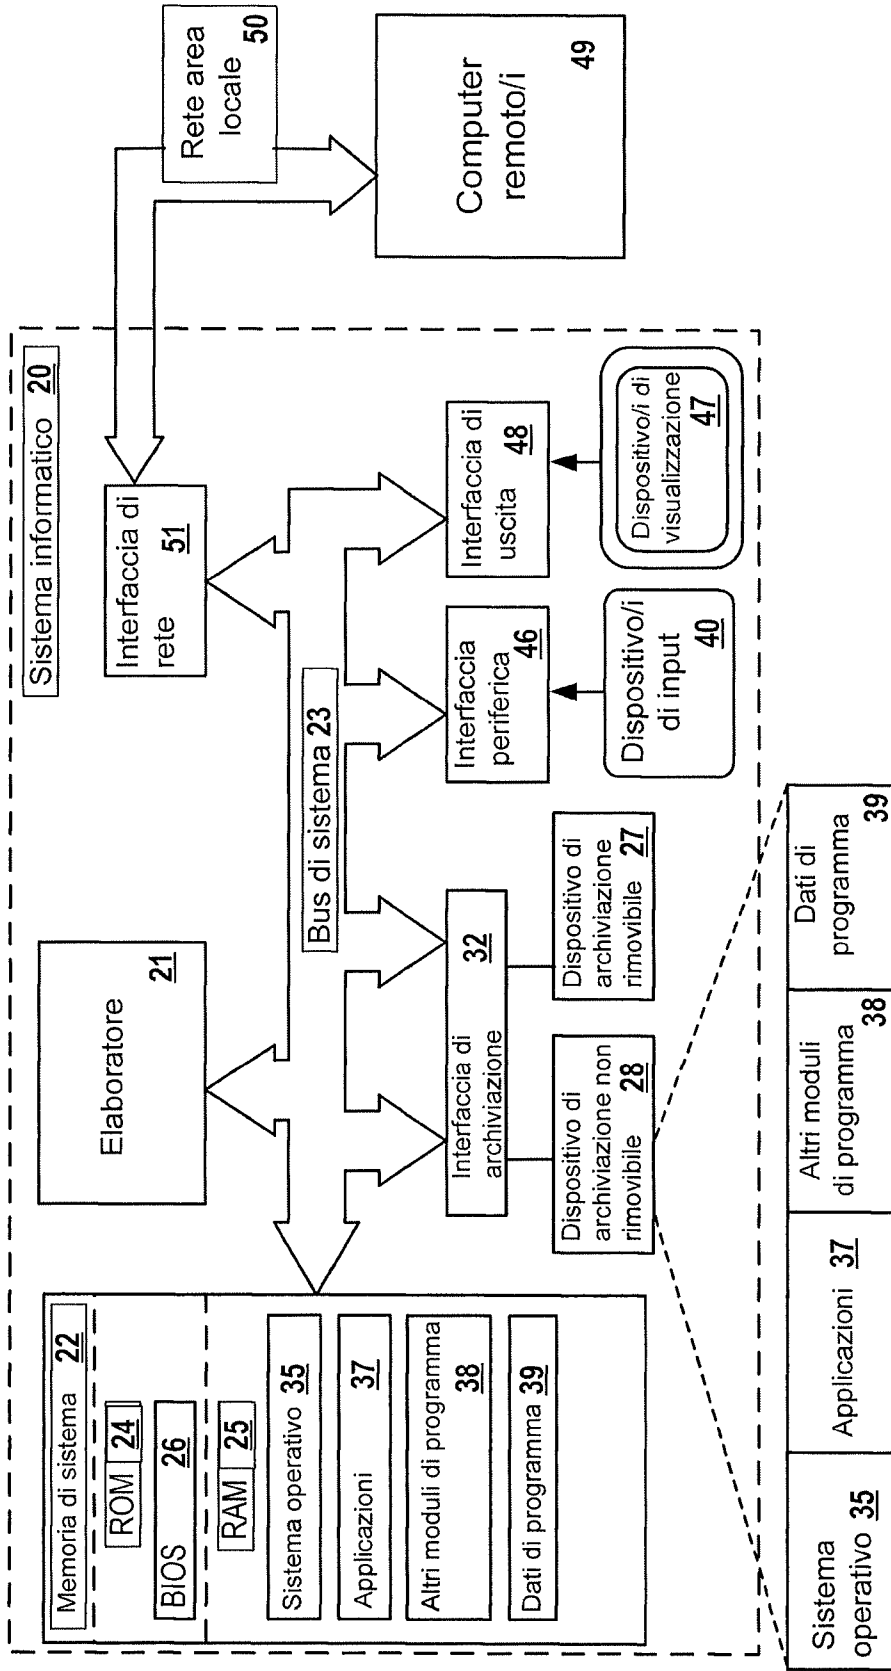 Sistema informatico 20
Memoria di sistema 22
ROM 24
BIOS 26
RAM 25
Sistema operativo 35
Applicazioni 37
Altri moduli di programma
38
Dati di programma 39
Elaboratore
21
Interfaccia di
rete 51
Rete area
locale
50
Bus di sistema 23
Interfaccia di
archiviazione
32
Interfaccia
periferica
46
Interfaccia di
uscita 48
Computer
remoto/i
49
Dispositivo di
archiviazione non
rimovibile 28
Dispositivo di
archiviazione
rimovibile 27
Dispositivo/i
di input
40
Dispositivo/i di
visualizzazione
47
Sistema
operativo 35
Applicazioni 37
Altri moduli
di programma
38
Dati di
programma
39